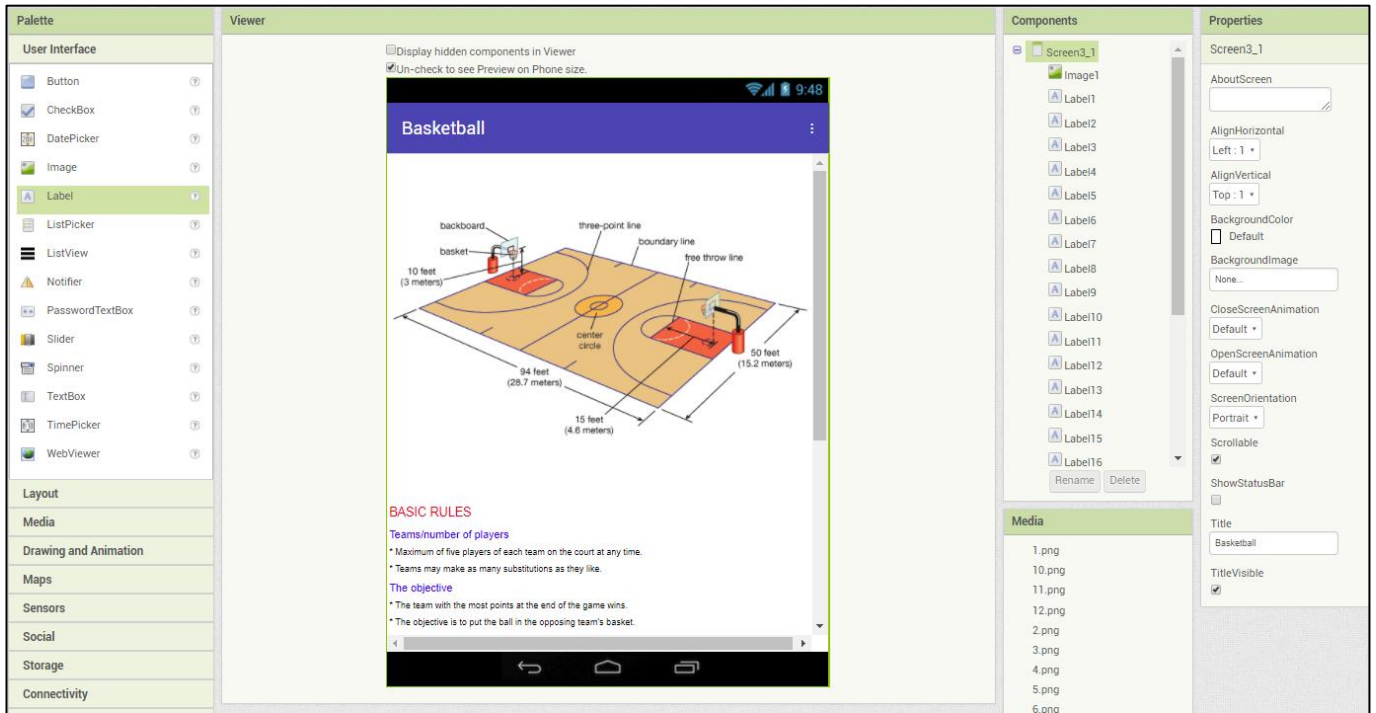 Palette
User Interface
Button
CheckBox
DatePicker
Image
Label
ListPicker
ListView
Notifier
PasswordTextBox
Slider
Spinner
TextBox
TimePicker
WebViewer
Layout
Media
Drawing and Animation
Maps
Sensors
Social
Storage
Connectivity
Viewer
Display hidden components in Viewer
Un-check to see Preview on Phone size.
9:48
Basketball
backboard
three-point line
boundary line
basket
free throw line
10 feet
(3 meters)
center
circle
50 feet
(15.2 meters)
94 feet
(28.7 meters)
15 feet
(4.6 meters)
BASIC RULES
Teams/number of players
* Maximum of five players of each team on the court at any time.
* Teams may make as many substitutions as they like.
The objective
* The team with the most points at the end of the game wins.
* The objective is to put the ball in the opposing team's basket.
Components
Screen3_1
Image1
Label1
Label2
Label3
Label4
Label5
Label6
Label7
Label8
Label9
Label10
Label11
Label12
Label13
Label14
Label15
Label16
Rename Delete
Media
1.png
10.png
11.png
12.png
2.png
3.png
4.png
5.png
6.png
Properties
Screen3_1
AboutScreen
AlignHorizontal
Left : 1
AlignVertical
Top : 1
BackgroundColor
Default
BackgroundImage
None...
CloseScreenAnimation
Default
OpenScreenAnimation
Default
ScreenOrientation
Portrait
Scrollable
ShowStatusBar
Title
Basketball
TitleVisible